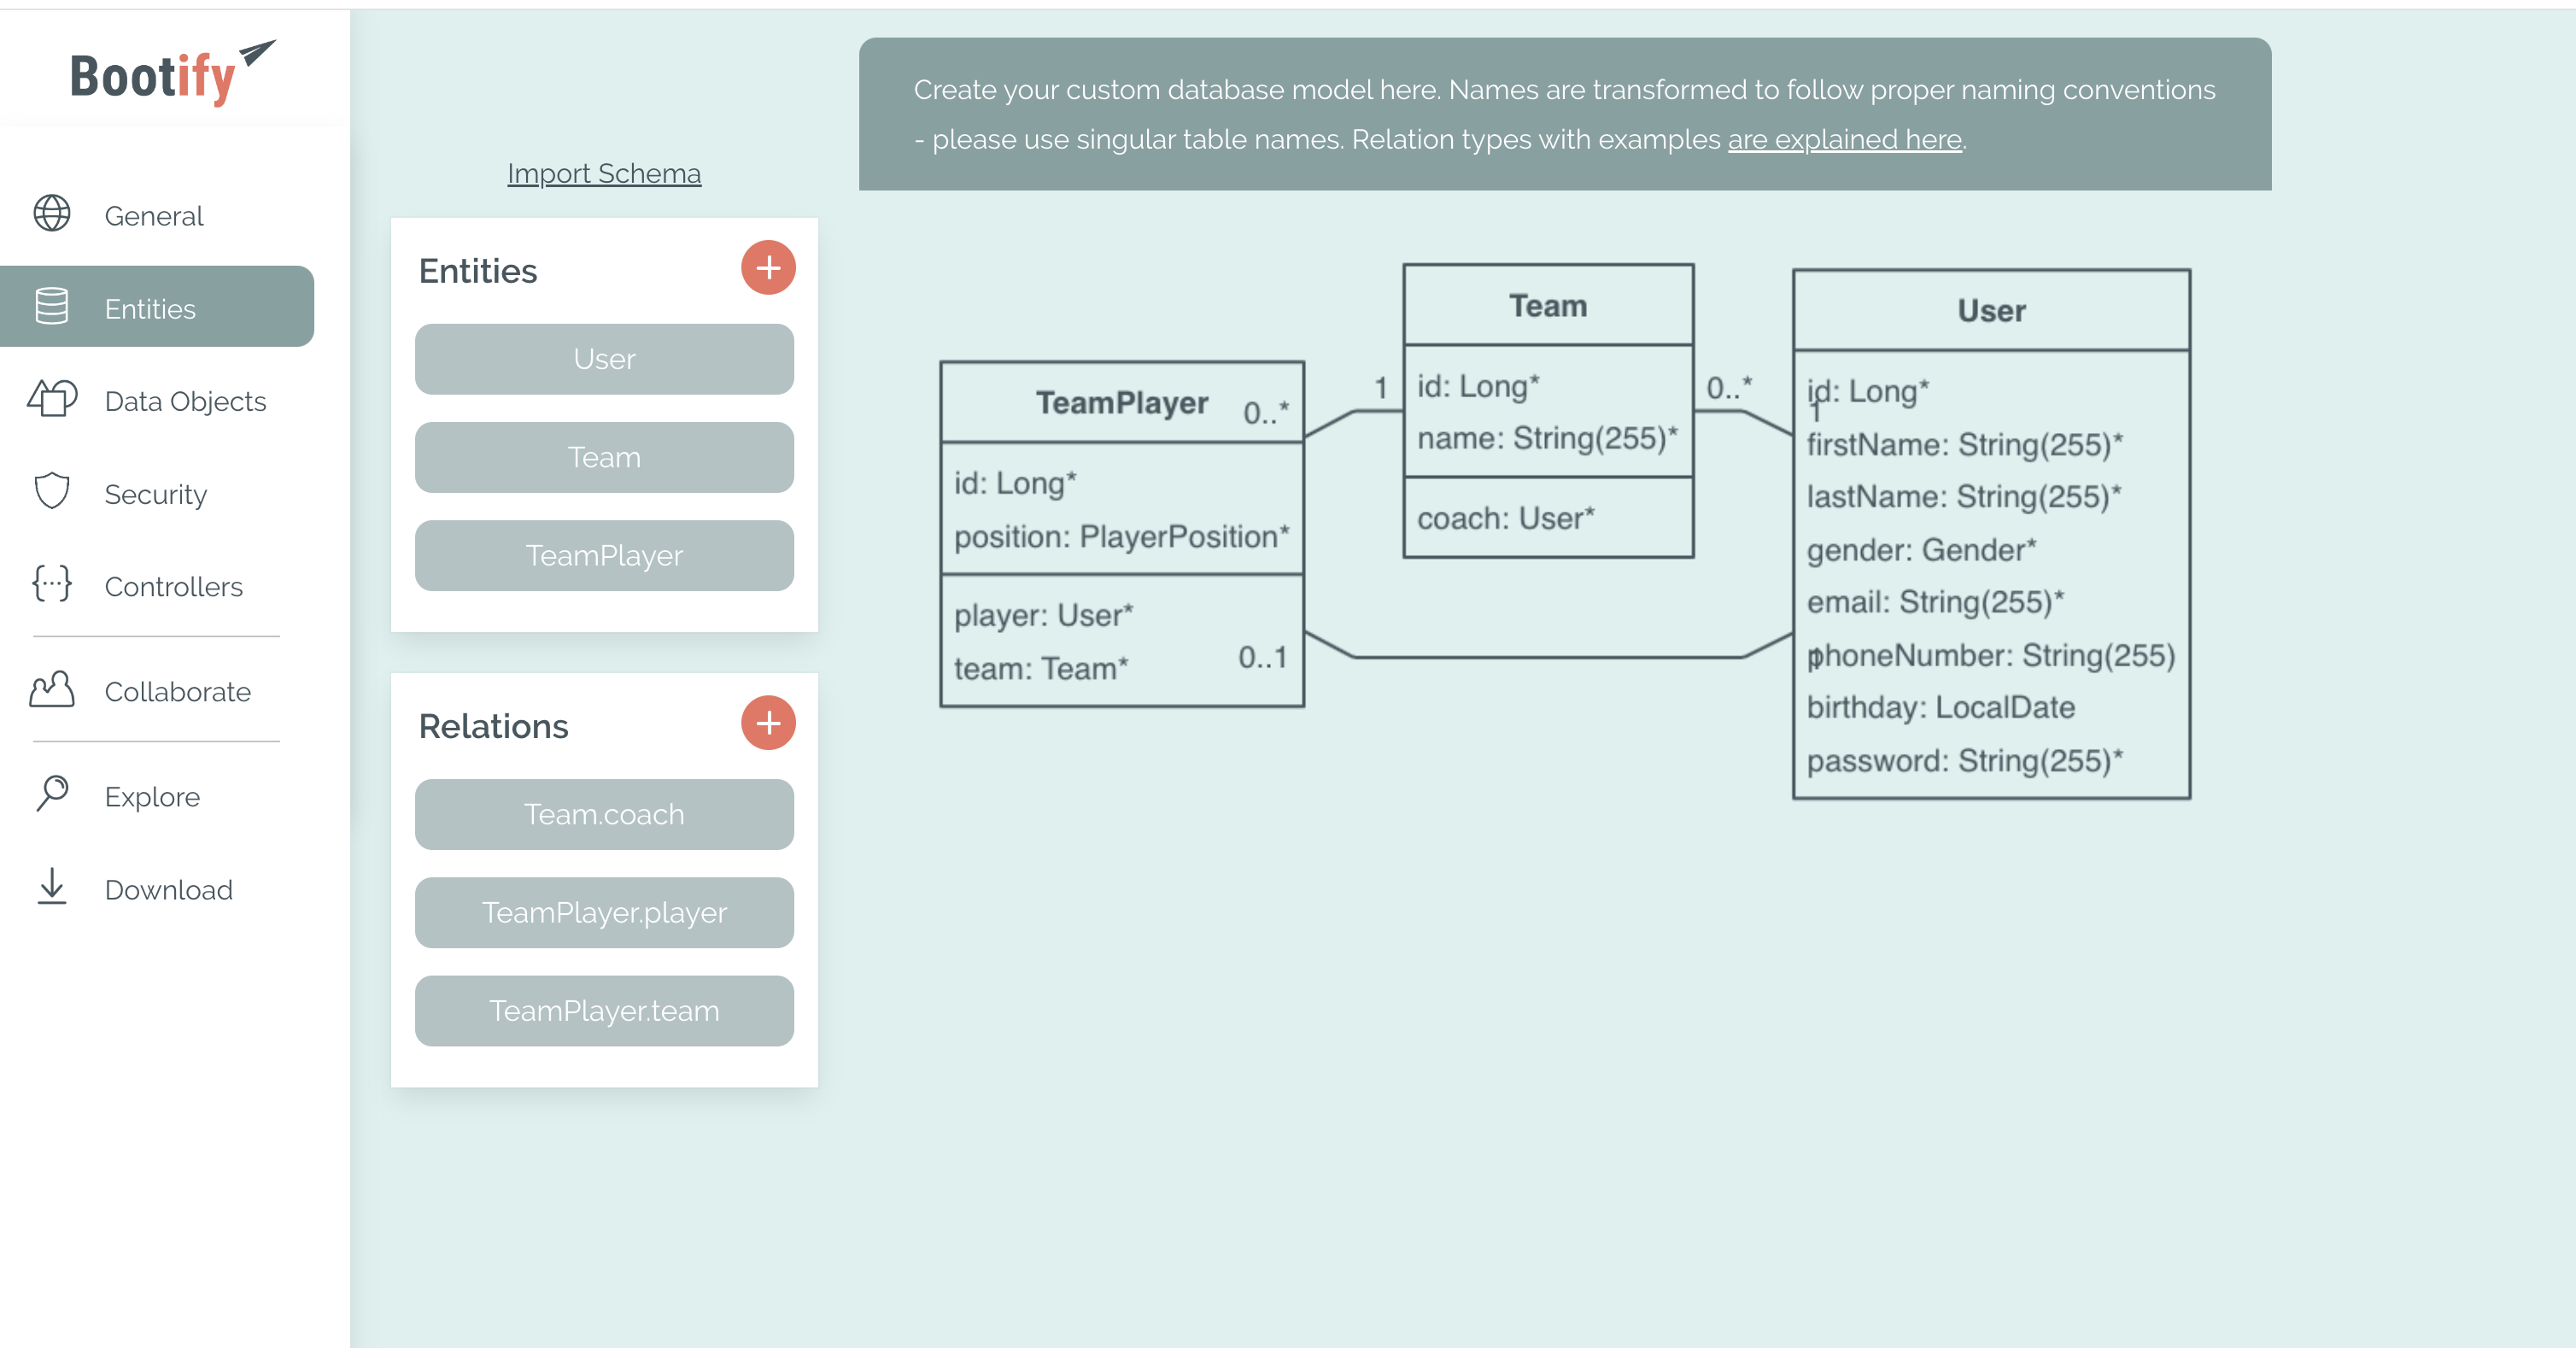 Bootify
General
Entities
Data Objects
Security
Controllers
Collaborate
Explore
Download
Import Schema
Entities
User
Team
TeamPlayer
Relations
Team.coach
TeamPlayer.player
TeamPlayer.team
Create your custom database model here. Names are transformed to follow proper naming conventions
- please use singular table names. Relation types with examples are explained here.
TeamPlayer
0..*
id: Long*
position: PlayerPosition*
player: User*
team: Team*
0..1
1
Team
id: Long*
name: String(255)*
coach: User*
0..*
User
id: Long*
1
firstName: String(255)*
lastName: String(255)*
gender: Gender*
email: String(255)*
phoneNumber: String(255)
1
birthday: LocalDate
password: String(255)*